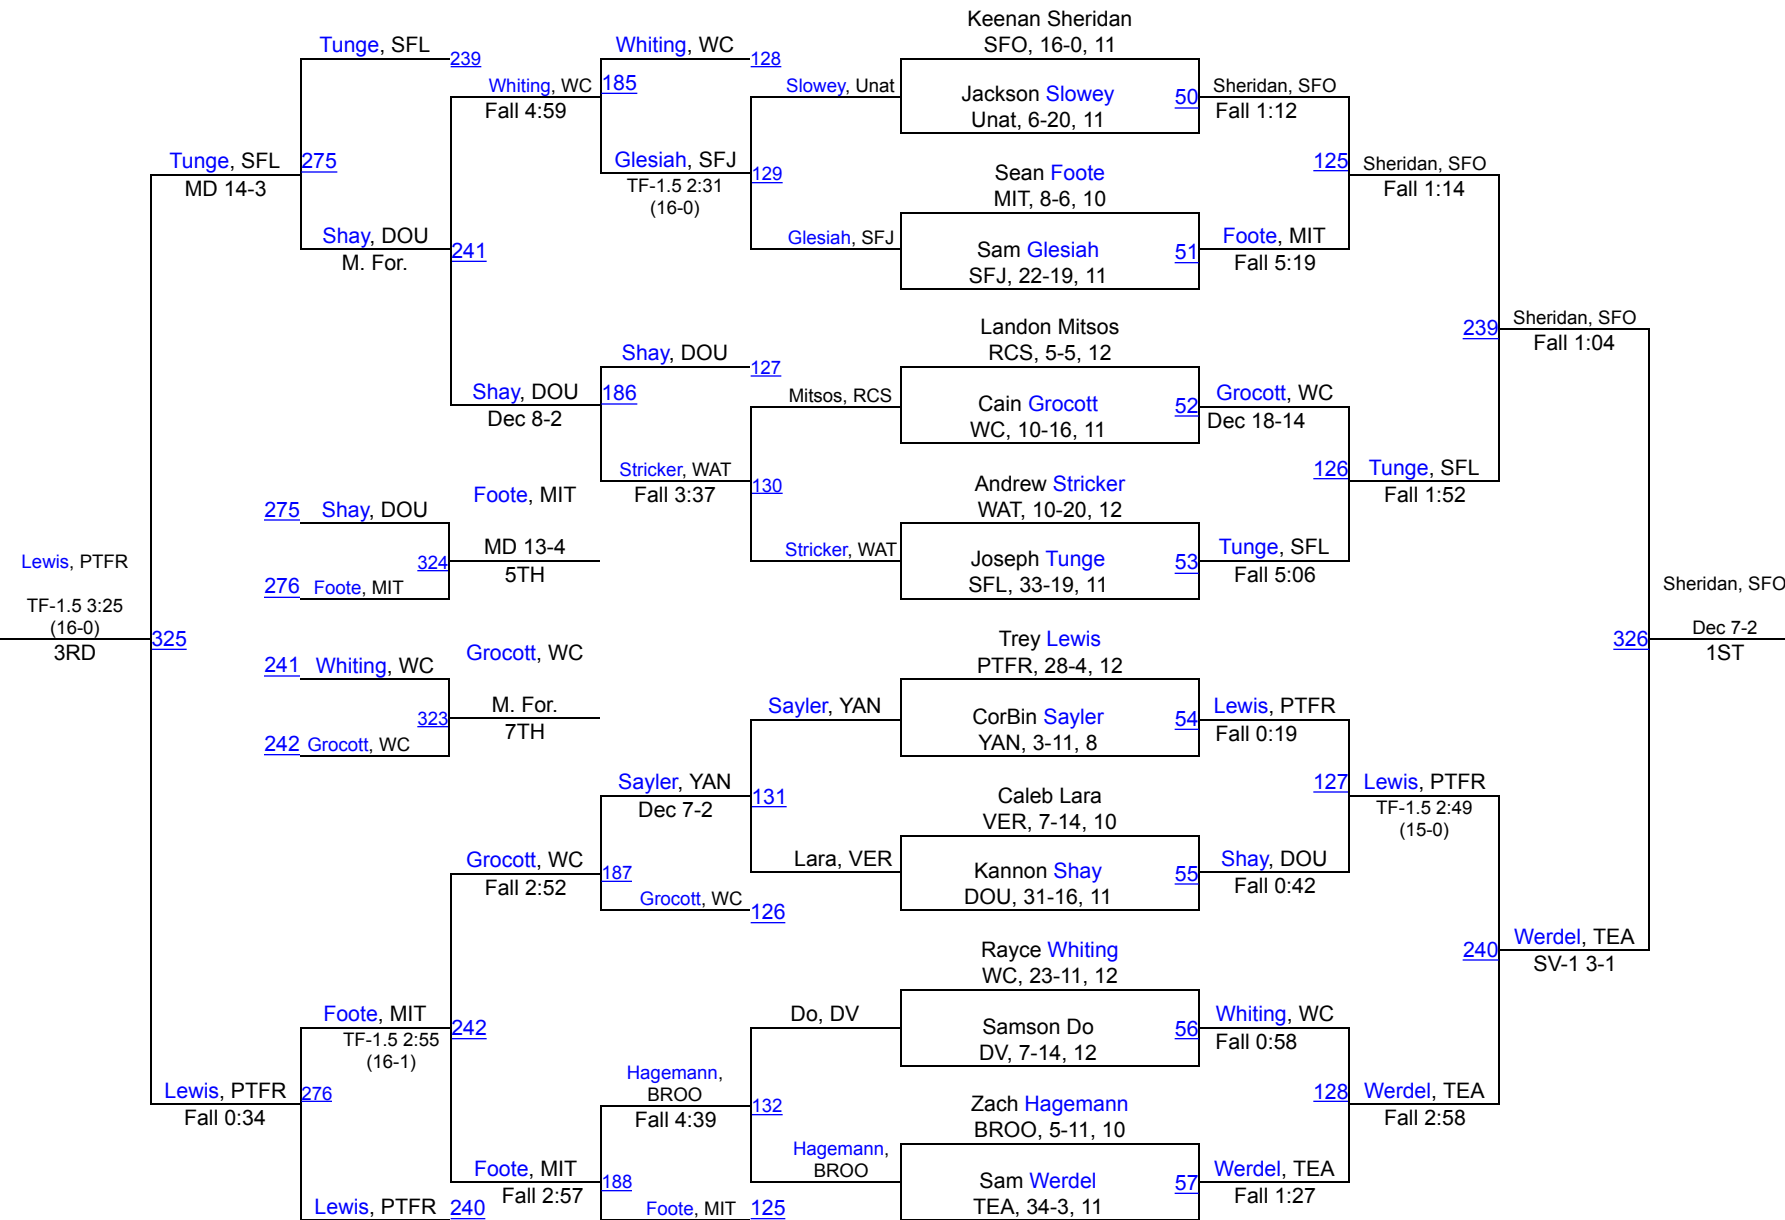 Keenan Sheridan
SFO, 16-0, 11
Tunge, SFL
239
Whiting, WC
128
Whiting, WC
185
Fall 4:59
Slowey, Unat
Jackson Slowey
Unat, 6-20, 11
50
Sheridan, SFO
Fall 1:12
Tunge, SFL
275
MD 14-3
Glesiah, SFJ
129
TF-1.5 2:31
(16-0)
Sean Foote
MIT, 8-6, 10
125
Sheridan, SFO
Fall 1:14
Shay, DOU
241
M. For.
Glesiah, SFJ
Sam Glesiah
SFJ, 22-19, 11
51
Foote, MIT
Fall 5:19
Landon Mitsos
RCS, 5-5, 12
239
Sheridan, SFO
Fall 1:04
Shay, DOU
127
Shay, DOU
186
Dec 8-2
Mitsos, RCS
Cain Grocott
WC, 10-16, 11
52
Grocott, WC
Dec 18-14
Stricker, WAT
130
Fall 3:37
Andrew Stricker
WAT, 10-20, 12
126
Tunge, SFL
Fall 1:52
275
Shay, DOU
Foote, MIT
324
MD 13-4
5TH
276
Foote, MIT
Stricker, WAT
Joseph Tunge
SFL, 33-19, 11
53
Tunge, SFL
Fall 5:06
Lewis, PTFR
TF-1.5 3:25
(16-0)
3RD
325
Sheridan, SFO
326
Dec 7-2
1ST
Trey Lewis
PTFR, 28-4, 12
241
Whiting, WC
Grocott, WC
323
M. For.
7TH
242
Grocott, WC
Sayler, YAN
CorBin Sayler
YAN, 3-11, 8
54
Lewis, PTFR
Fall 0:19
Sayler, YAN
131
Dec 7-2
Caleb Lara
VER, 7-14, 10
127
Lewis, PTFR
TF-1.5 2:49
(15-0)
Grocott, WC
187
Fall 2:52
Lara, VER
Kannon Shay
DOU, 31-16, 11
55
Shay, DOU
Fall 0:42
Grocott, WC
126
Rayce Whiting
WC, 23-11, 12
240
Werdel, TEA
SV-1 3-1
Foote, MIT
242
TF-1.5 2:55
(16-1)
Do, DV
Samson Do
DV, 7-14, 12
56
Whiting, WC
Fall 0:58
Lewis, PTFR
276
Fall 0:34
Hagemann,
BROO
132
Fall 4:39
Zach Hagemann
BROO, 5-11, 10
128
Werdel, TEA
Fall 2:58
Foote, MIT
188
Fall 2:57
Hagemann,
BROO
Sam Werdel
TEA, 34-3, 11
57
Werdel, TEA
Fall 1:27
Lewis, PTFR
240
Foote, MIT
125